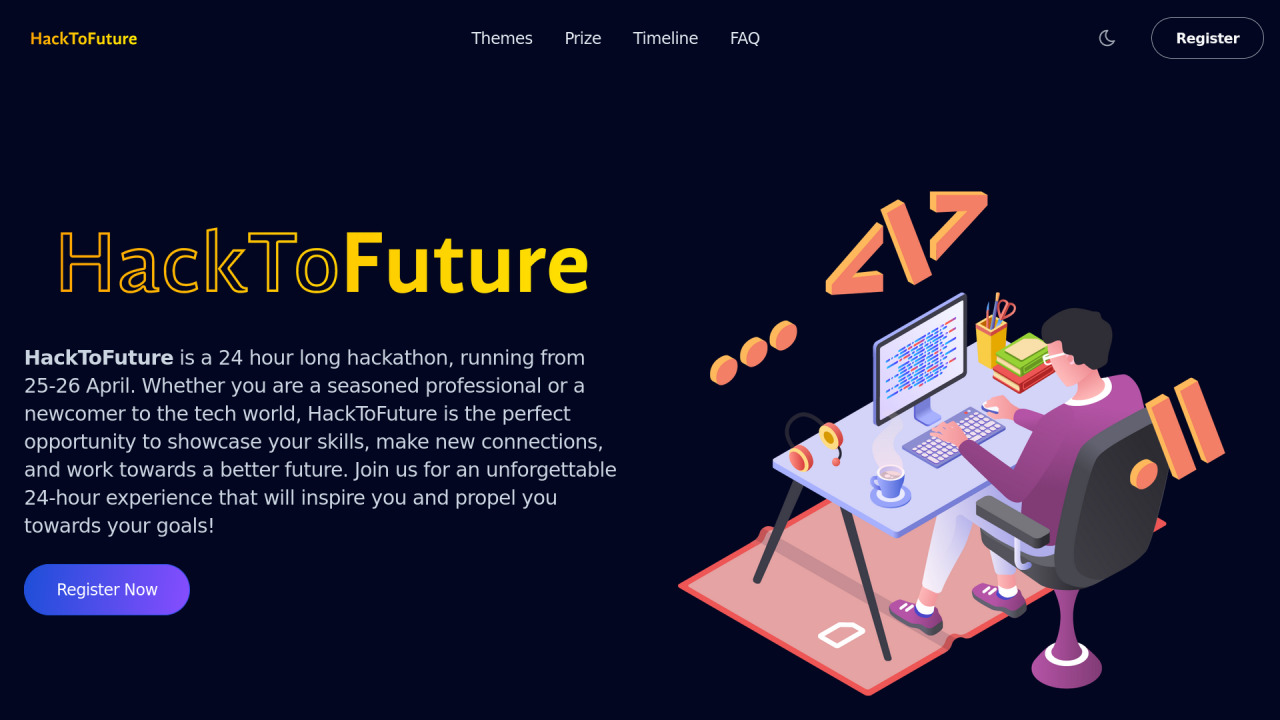 HackToFuture
Themes
Prize
Timeline
FAQ
Register
HackToFuture
HackToFuture is a 24 hour long hackathon, running from
25-26 April. Whether you are a seasoned professional or a
newcomer to the tech world, HackToFuture is the perfect
opportunity to showcase your skills, make new connections,
and work towards a better future. Join us for an unforgettable
24-hour experience that will inspire you and propel you
towards your goals!
Register Now